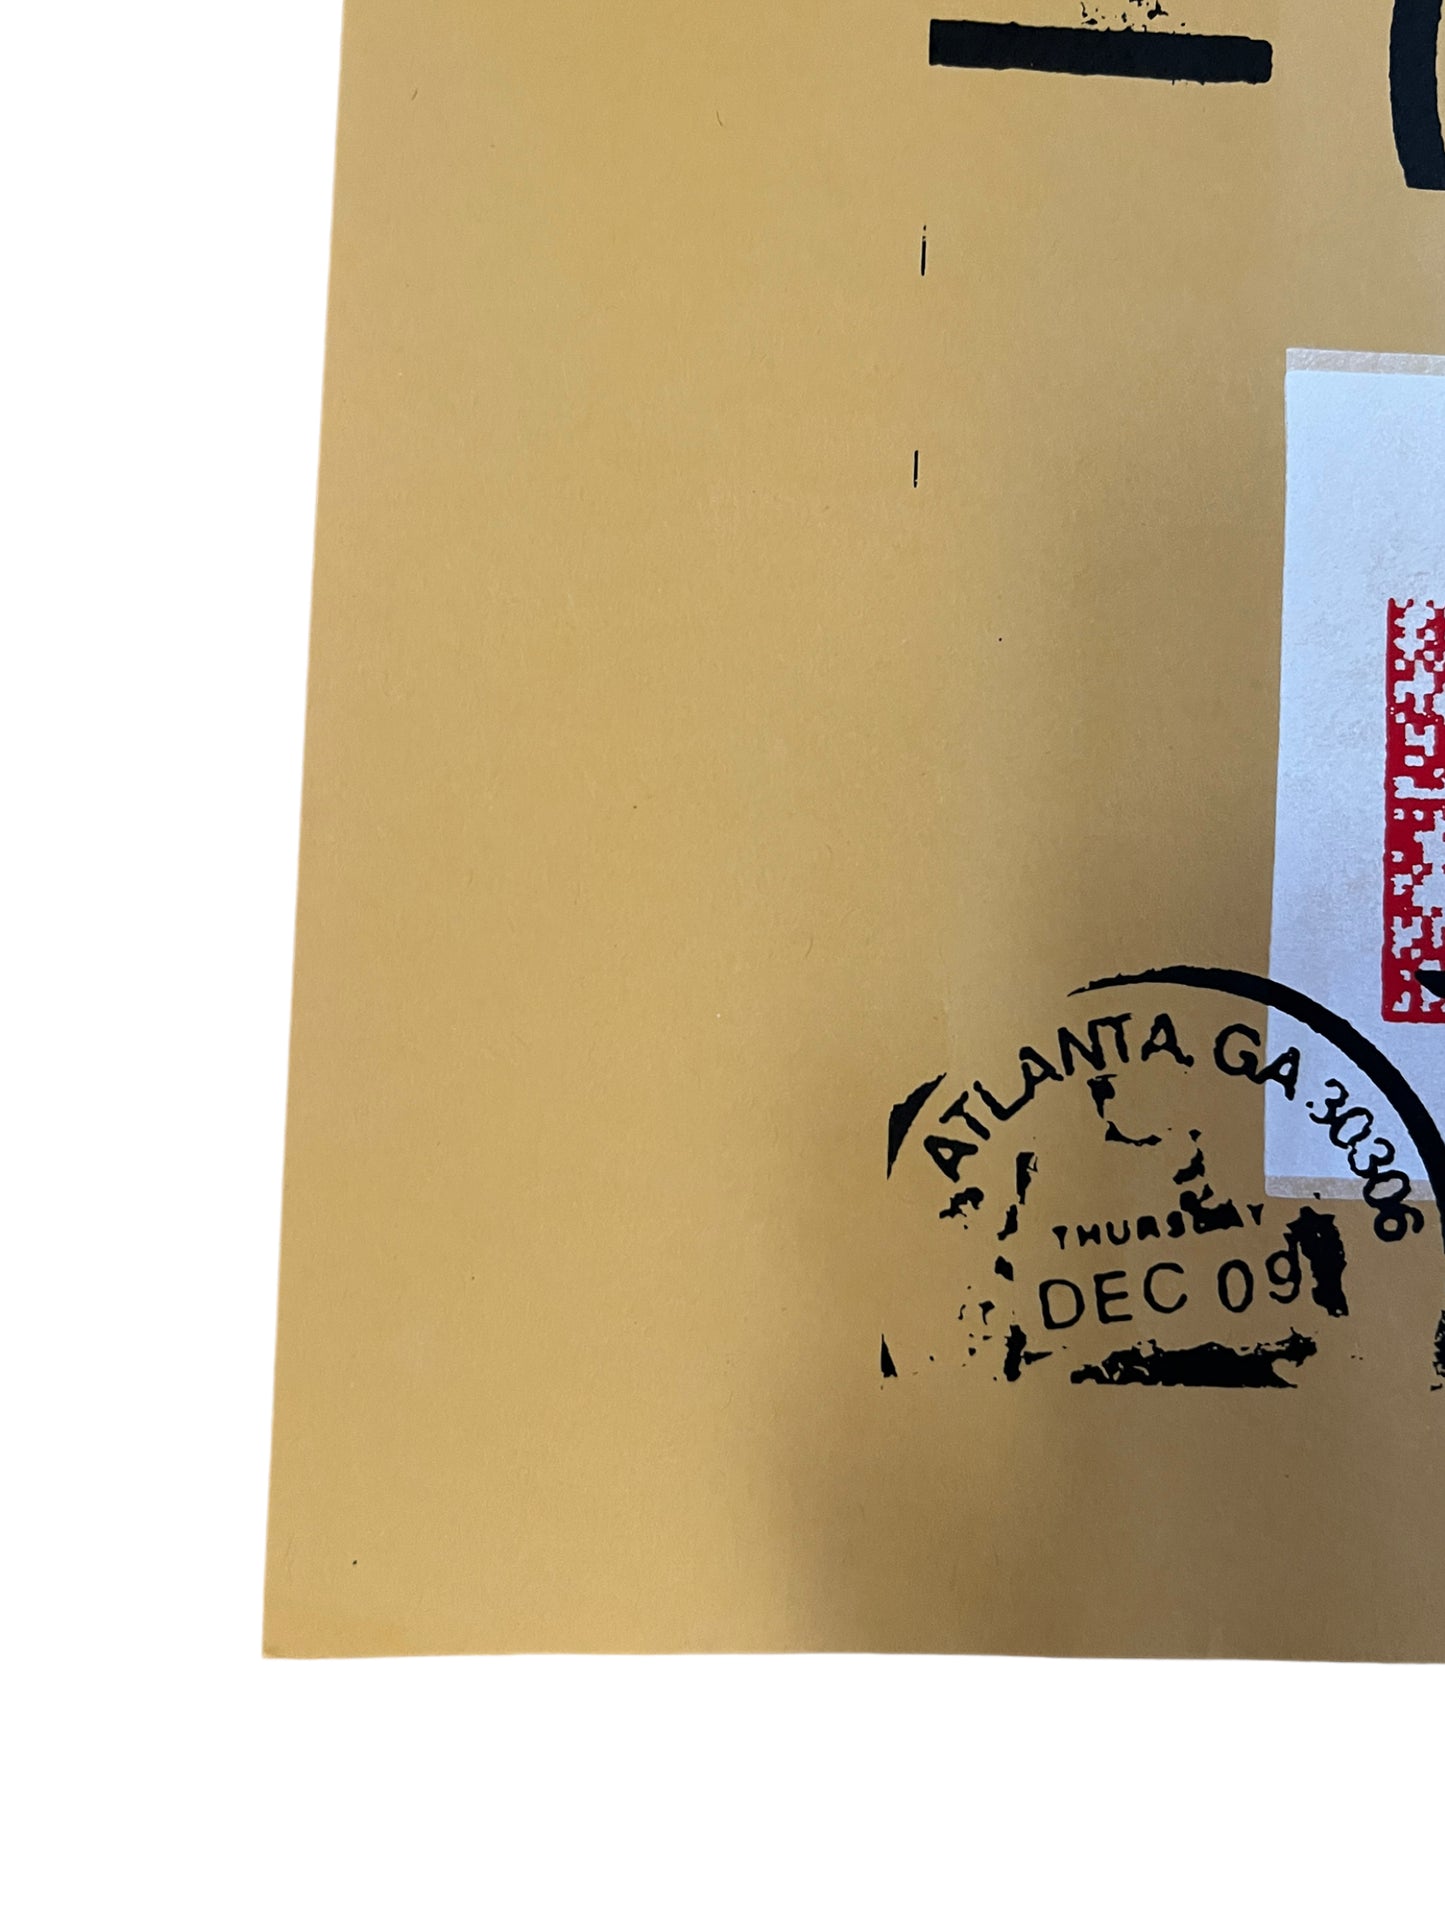 ATLANTA GA 30306
THURSDAY
DEC 09